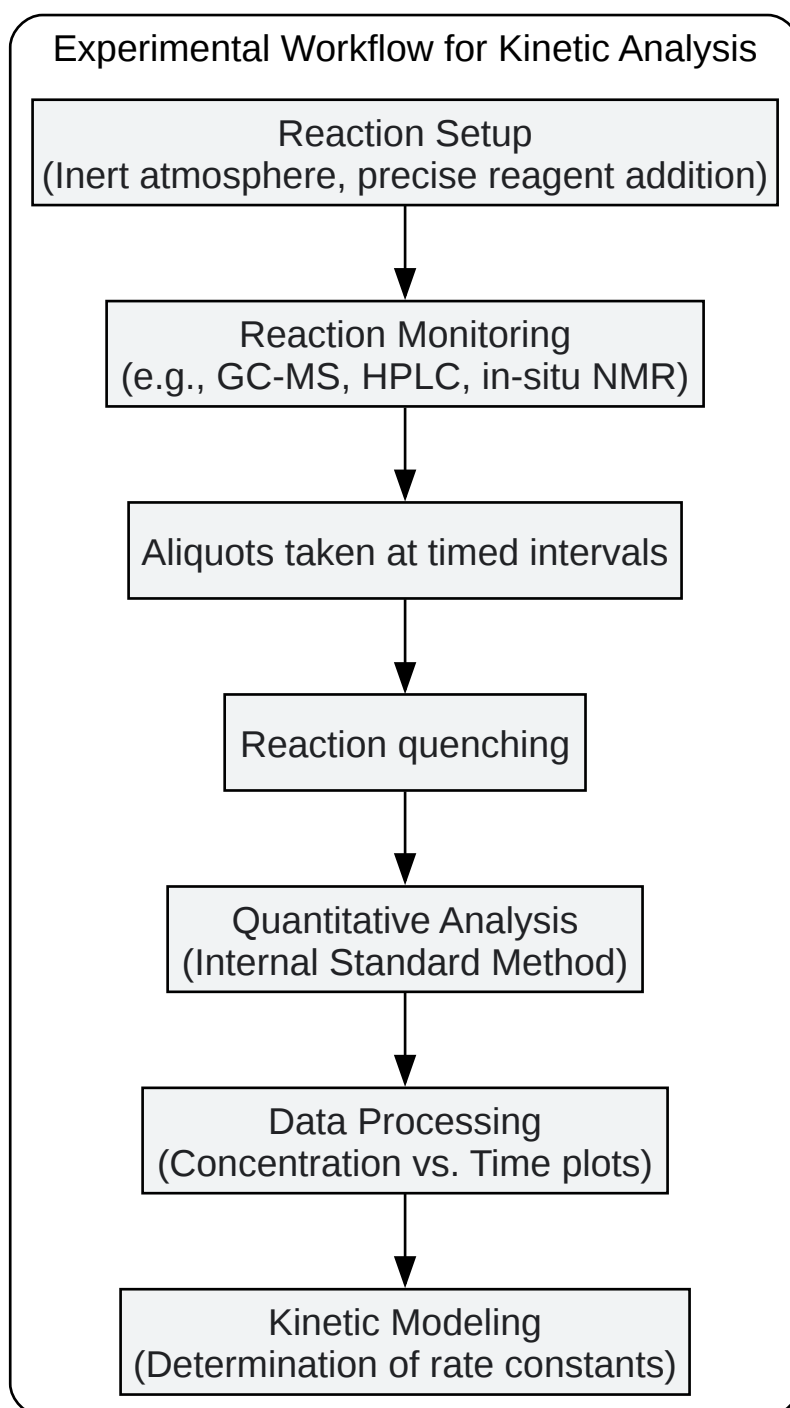 Experimental Workflow for Kinetic Analysis
Reaction Setup
(Inert atmosphere, precise reagent addition)
Reaction Monitoring
(e.g., GC-MS, HPLC, in-situ NMR)
Aliquots taken at timed intervals
Reaction quenching
Quantitative Analysis
(Internal Standard Method)
Data Processing
(Concentration vs. Time plots)
Kinetic Modeling
(Determination of rate constants)